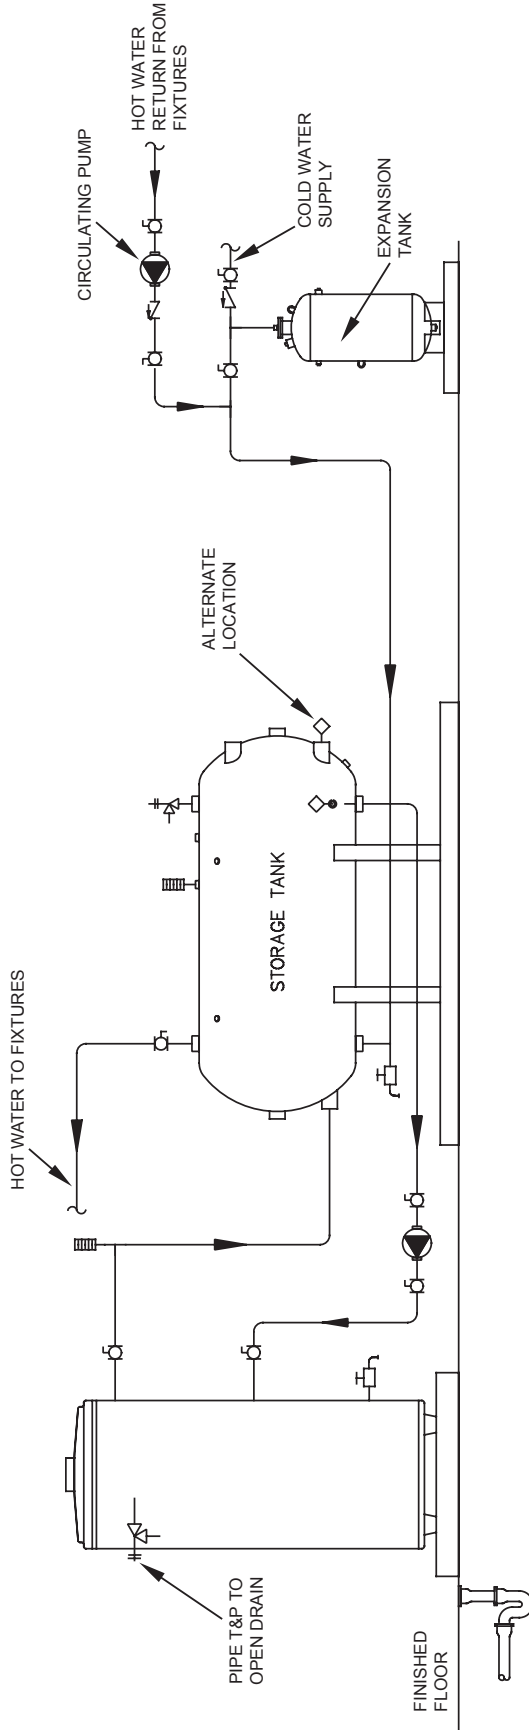 PIPE T&P TO
OPEN DRAIN
FINISHED
FLOOR
HOT WATER TO FIXTURES
STORAGE TANK
ALTERNATE
LOCATION
CIRCULATING PUMP
HOT WATER
RETURN FROM
FIXTURES
COLD WATER
SUPPLY
EXPANSION
TANK